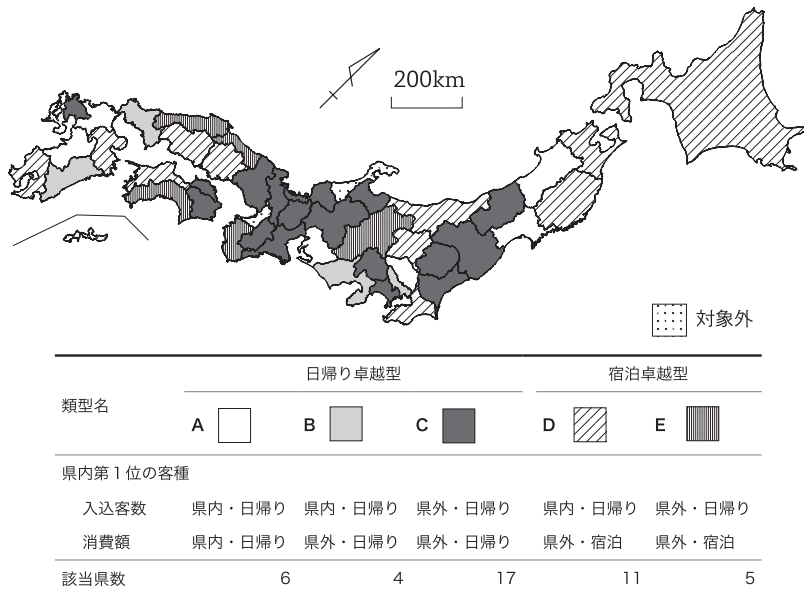 200km
対象外
日帰り卓越型 宿泊卓越型
類型名 A B C D E
県内第1位の客種
入込客数 県内・日帰り 県内・日帰り 県外・日帰り 県内・日帰り 県外・日帰り
消費額 県内・日帰り 県外・日帰り 県外・日帰り 県外・宿泊 県外・宿泊
該当県数 6 4 17 11 5